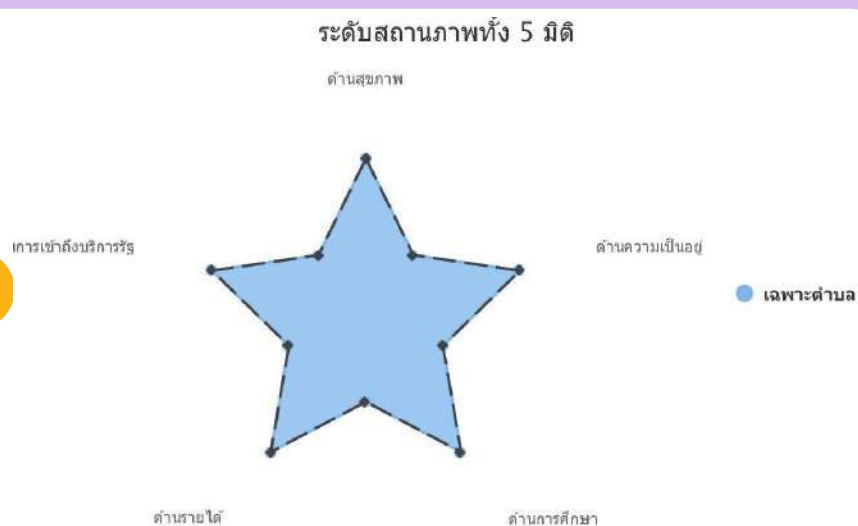 ระดับสถานภาพทั้ง 5 มิติ
ด้านสุขภาพ
การเข้าถึงบริการรัฐ
ด้านความเป็นอยู่
เฉพาะตำบล
ด้านรายได้
ด้านการศึกษา